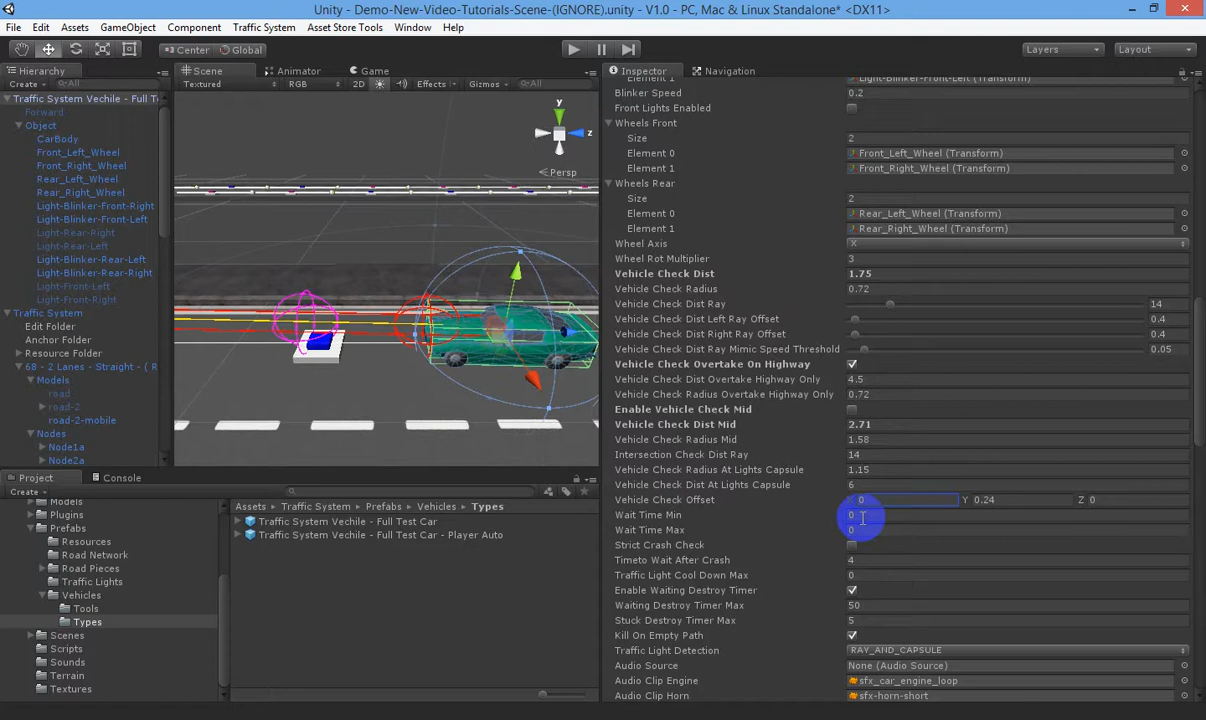 Unity - Demo-New-Video-Tutorials-Scene-(IGNORE).unity - V1.0 - PC, Mac & Linux Standalone* <DX11>
File Edit Assets GameObject Component Traffic System Asset Store Tools Window Help
Center Global Layers Layout
Hierarchy
Create All
Traffic System Vechile - Full T
Forward
Object
CarBody
Front_Left_Wheel
Front_Right_Wheel
Rear_Left_Wheel
Rear_Right_Wheel
Light-Blinker-Front-Right
Light-Blinker-Front-Left
Light-Rear-Right
Light-Rear-Left
Light-Blinker-Rear-Left
Light-Blinker-Rear-Right
Light-Front-Left
Light-Front-Right
Traffic System
Edit Folder
Anchor Folder
Resource Folder
68 - 2 Lanes - Straight - ( R
Models
road
road-2
road-2-mobile
Nodes
Node1a
Node2a
Scene Animator Game
Textured RGB 2D Effects Gizmos All
y
z
Persp
Project Console
Create
Models
Plugins
Prefabs
Resources
Road Network
Road Pieces
Traffic Lights
Vehicles
Tools
Types
Scenes
Scripts
Sounds
Terrain
Textures
Assets Traffic System Prefabs Vehicles Types
Traffic System Vechile - Full Test Car
Traffic System Vechile - Full Test Car - Player Auto
Inspector Navigation
Element 1 Light-Blinker-Front-Left
Blinker Speed 0.2
Front Lights Enabled
Wheels Front
Size 2
Element 0 Front_Left_Wheel (Transform)
Element 1 Front_Right_Wheel (Transform)
Wheels Rear
Size 2
Element 0 Rear_Left_Wheel (Transform)
Element 1 Rear_Right_Wheel (Transform)
Wheel Axis X
Wheel Rot Multiplier 3
Vehicle Check Dist 1.75
Vehicle Check Radius 0.72
Vehicle Check Dist Ray 14
Vehicle Check Dist Left Ray Offset 0.4
Vehicle Check Dist Right Ray Offset 0.4
Vehicle Check Dist Ray Mimic Speed Threshold 0.05
Vehicle Check Overtake On Highway
Vehicle Check Dist Overtake Highway Only 4.5
Vehicle Check Radius Overtake Highway Only 0.72
Enable Vehicle Check Mid
Vehicle Check Dist Mid 2.71
Vehicle Check Radius Mid 1.58
Intersection Check Dist Ray 14
Vehicle Check Radius At Lights Capsule 1.15
Vehicle Check Dist At Lights Capsule 6
Vehicle Check Offset 0 Y 0.24 Z 0
Wait Time Min 0
Wait Time Max 0
Strict Crash Check
Timeto Wait After Crash 4
Traffic Light Cool Down Max 0
Enable Waiting Destroy Timer
Waiting Destroy Timer Max 50
Stuck Destroy Timer Max 5
Kill On Empty Path
Traffic Light Detection RAY_AND_CAPSULE
Audio Source None (Audio Source)
Audio Clip Engine sfx_car_engine_loop
Audio Clip Horn sfx-horn-short